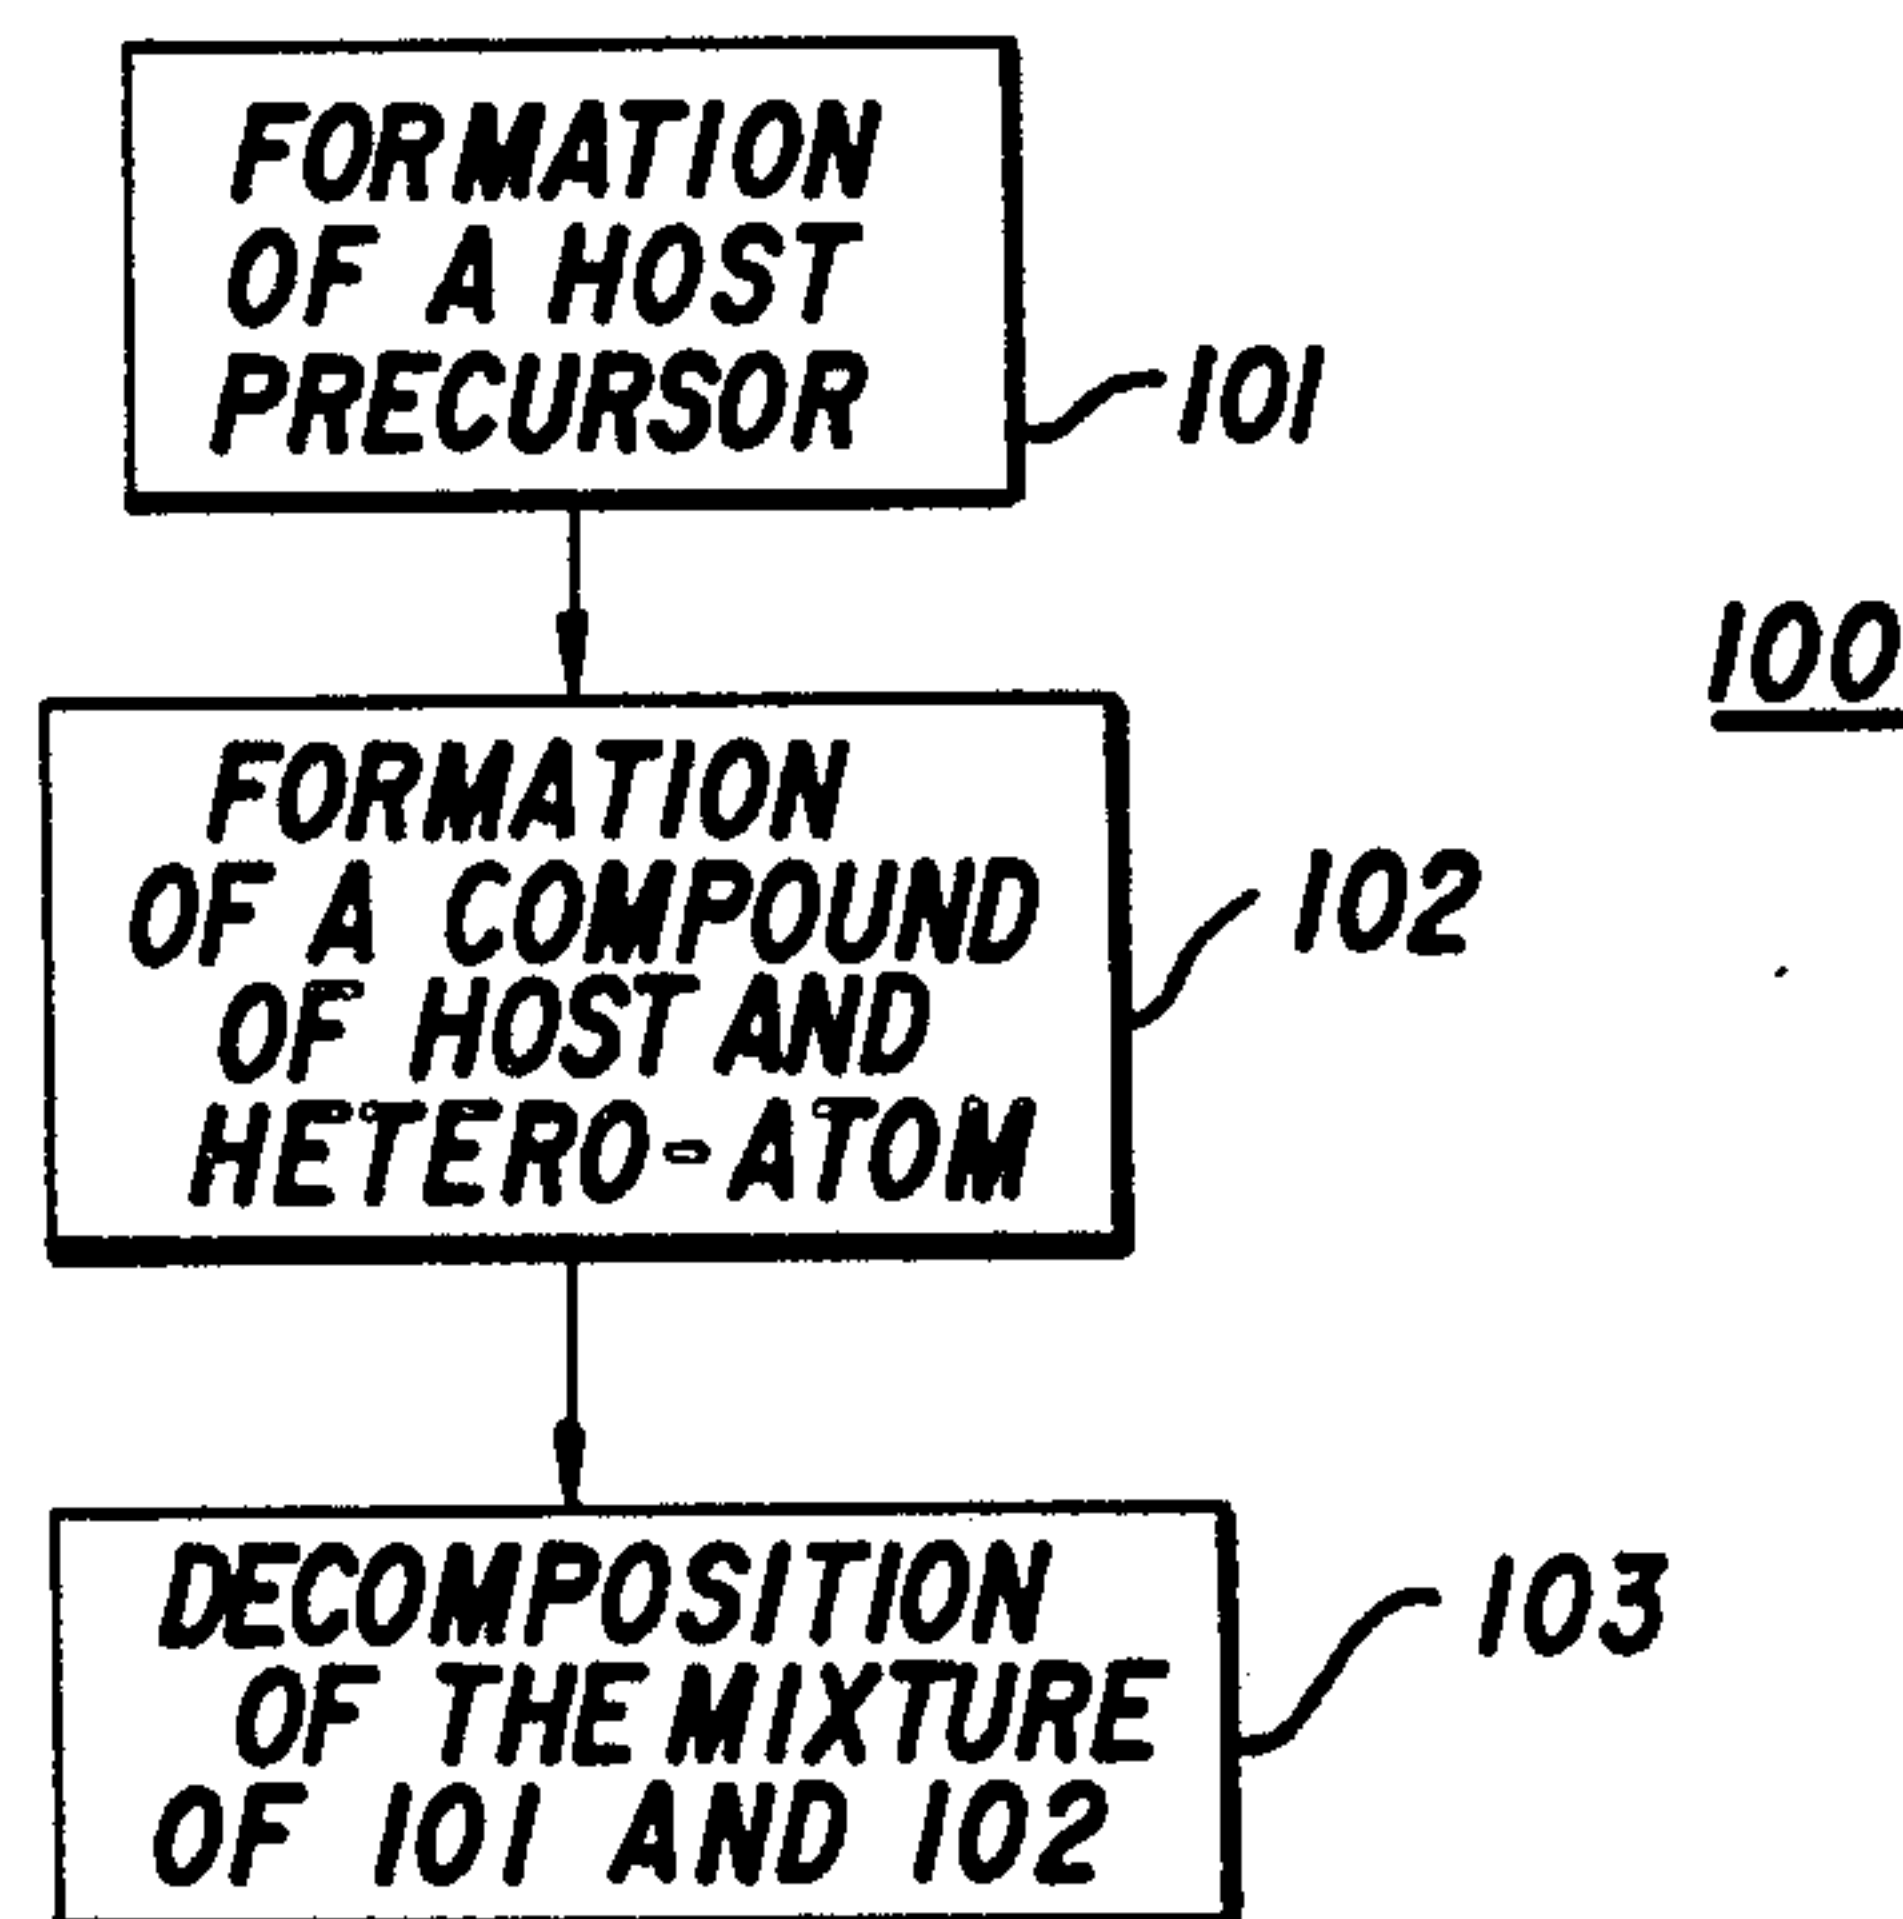 FORMATION
OF A HOST
PRECURSOR
101
100
FORMATION
OF A COMPOUND
OF HOST AND
HETERO-ATOM
102
DECOMPOSITION
OF THE MIXTURE
OF 101 AND 102
103